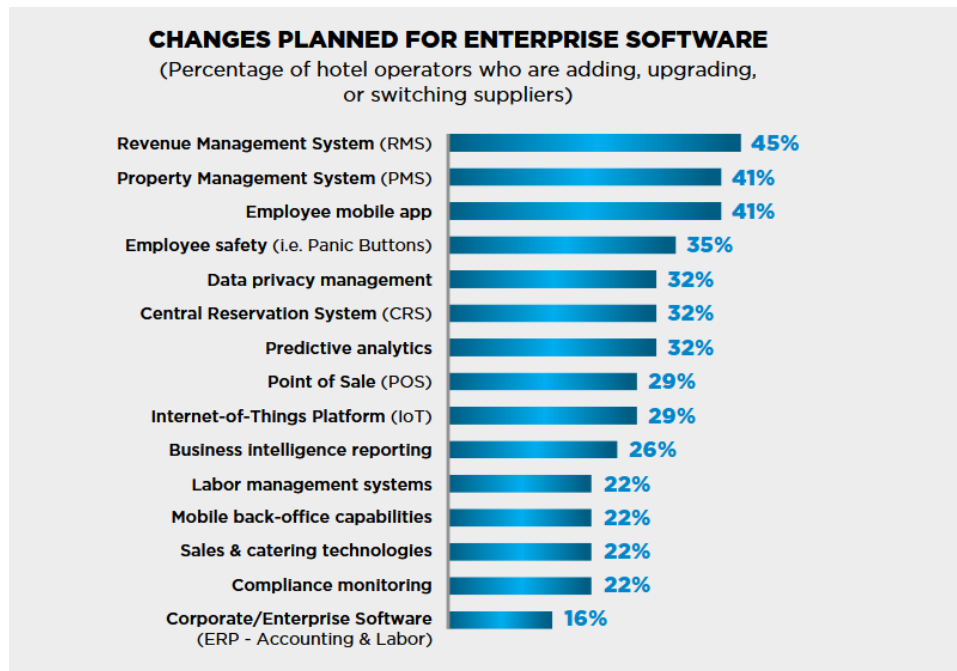 CHANGES PLANNED FOR ENTERPRISE SOFTWARE
(Percentage of hotel operators who are adding, upgrading,
or switching suppliers)
Revenue Management System (RMS) 45%
Property Management System (PMS) 41%
Employee mobile app 41%
Employee safety (i.e. Panic Buttons) 35%
Data privacy management 32%
Central Reservation System (CRS) 32%
Predictive analytics 32%
Point of Sale (POS) 29%
Internet-of-Things Platform (IoT) 29%
Business intelligence reporting 26%
Labor management systems 22%
Mobile back-office capabilities 22%
Sales & catering technologies 22%
Compliance monitoring 22%
Corporate/Enterprise Software 16%
(ERP - Accounting & Labor)